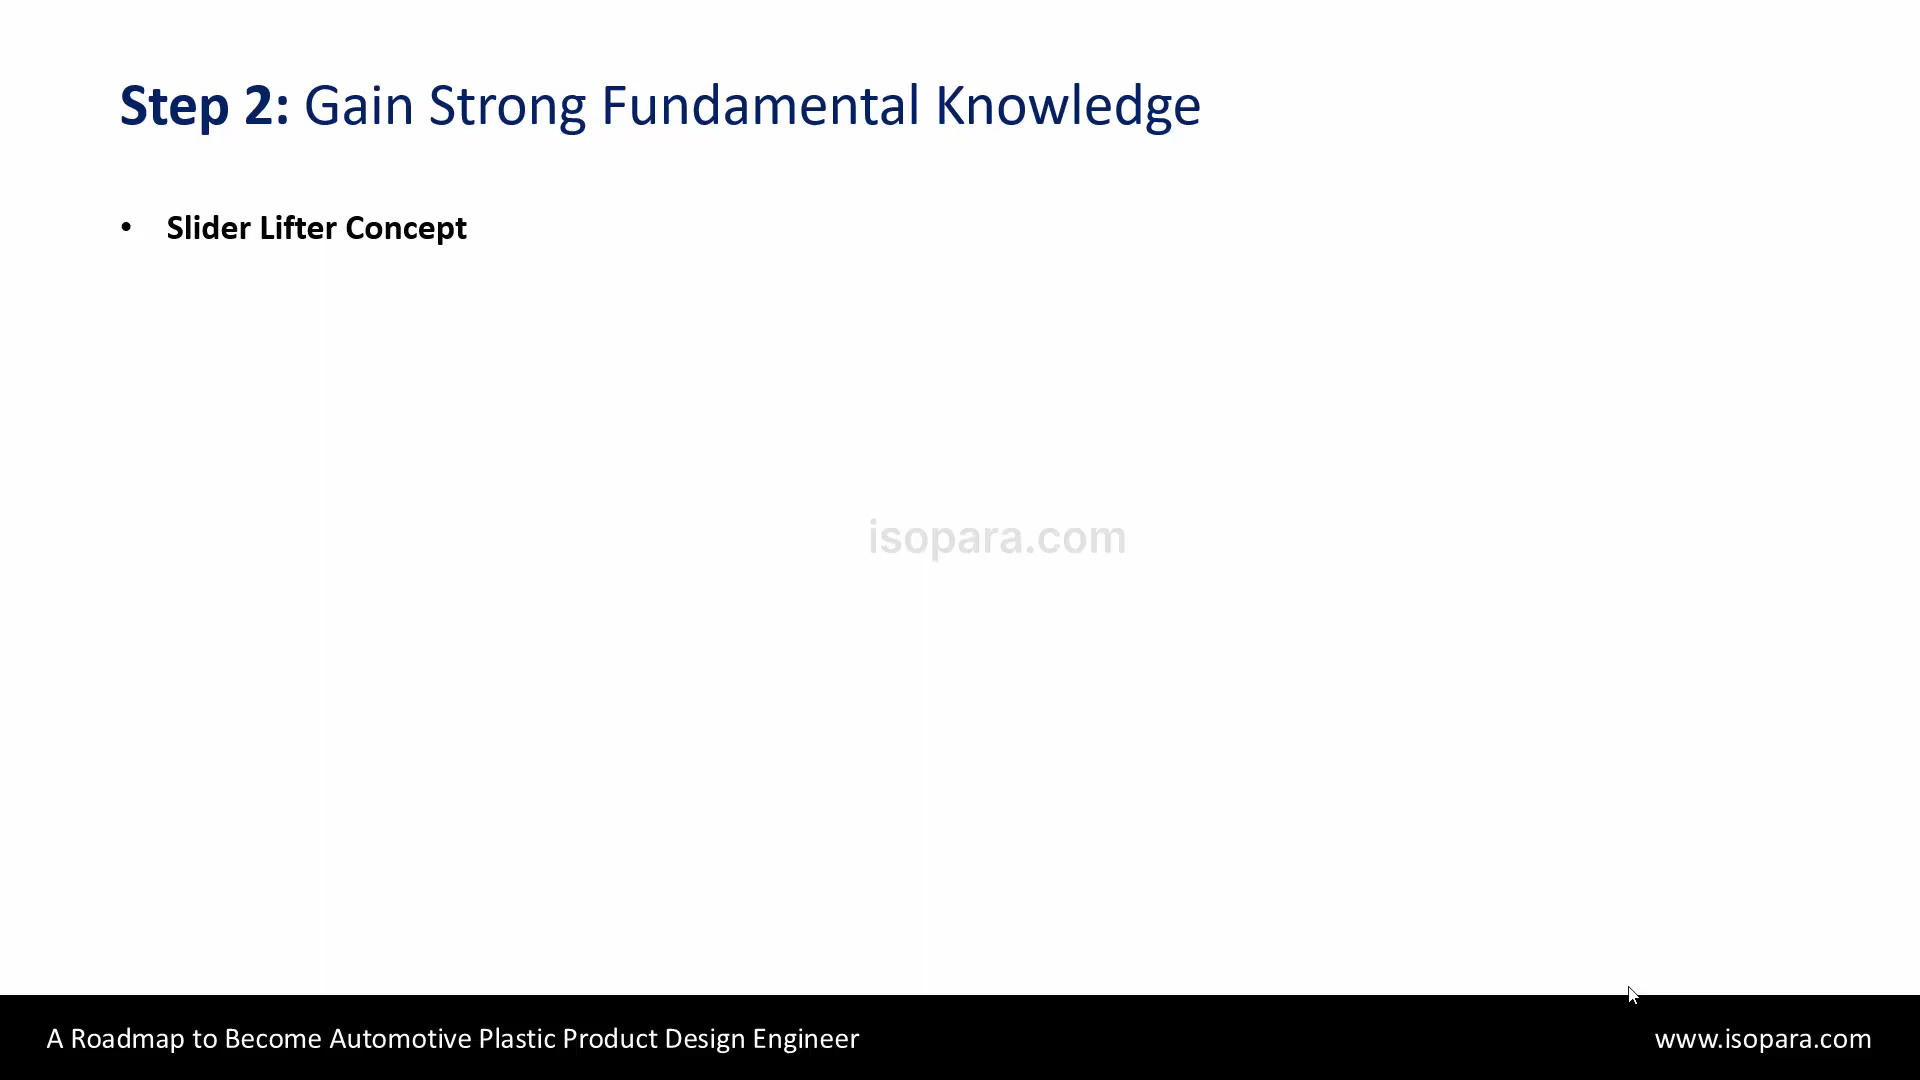 Step 2: Gain Strong Fundamental Knowledge
• Slider Lifter Concept
isopara.com
A Roadmap to Become Automotive Plastic Product Design Engineer
www.isopara.com